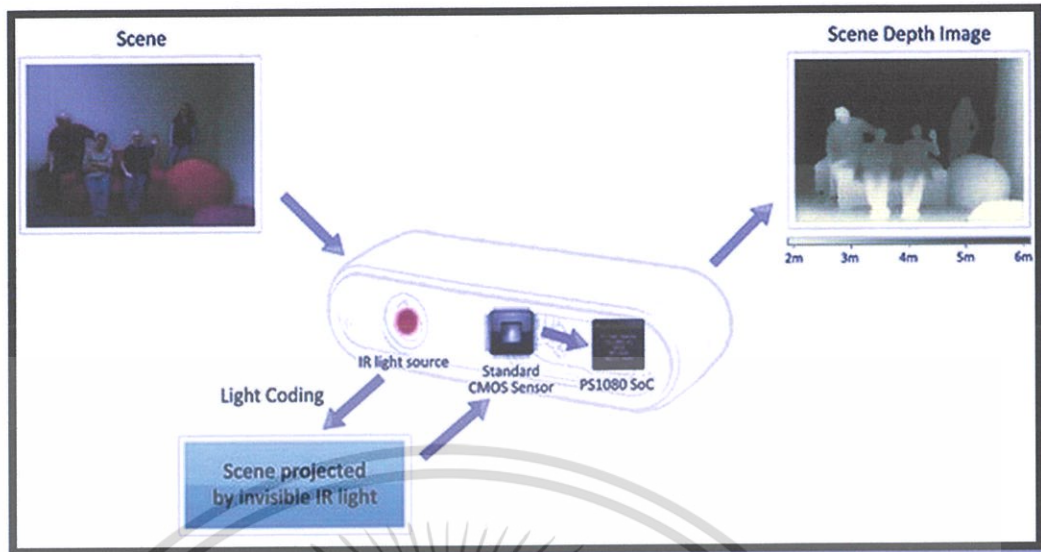 Scene
Scene Depth Image
2m 3m 4m 5m 6m
IR light source
Standard
CMOS Sensor
PS1080 SoC
Light Coding
Scene projected
by invisible IR light